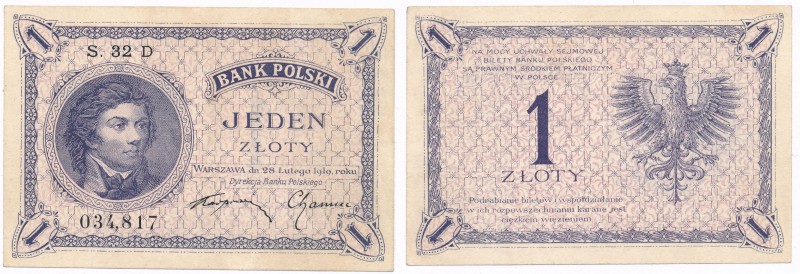 1
1
S. 32 D
BANK POLSKI
JEDEN
ZŁOTY
WARSZAWA dn. 28 Lutego 1919. roku
Dyrekcja Banku Polskiego
034,817
1
1
1
1
NA MOCY UCHWAŁY SEJMOWEJ
BILETY BANKU POLSKIEGO
SĄ PRAWNYM ŚRODKIEM PŁATNICZYM
W POLSCE
1
ZŁOTY
Podrabianie biletów i współdziałanie
w ich rozpowszechnianiu karane jest
ciężkiem więzieniem
1
1